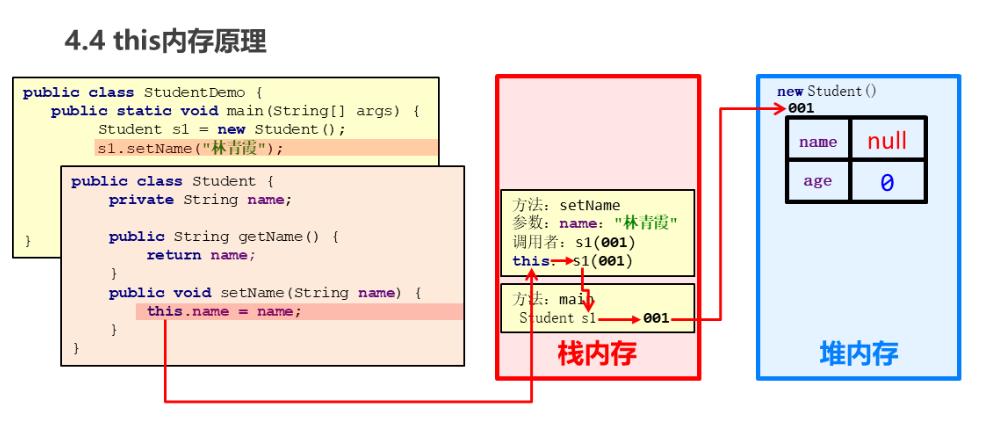 4.4 this内存原理
public class StudentDemo {
public static void main(String[] args) {
Student s1 = new Student();
s1.setName("林青霞");
}
public class Student {
private String name;
public String getName() {
return name;
}
public void setName(String name) {
this.name = name;
}
}
方法：setName
参数：name："林青霞"
调用者：s1(001)
this：s1(001)
方法：main
Student s1 001
栈内存
new Student()
001
name null
age 0
堆内存